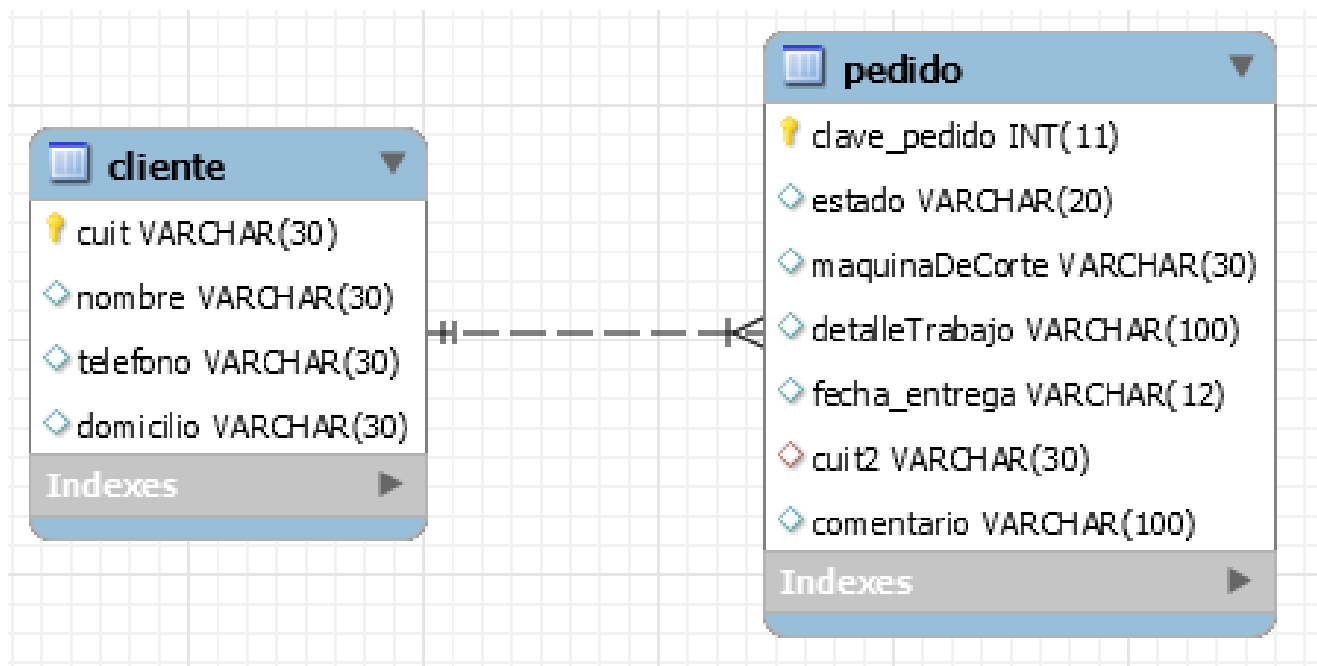 cliente
cuit VARCHAR(30)
nombre VARCHAR(30)
telefono VARCHAR(30)
domicilio VARCHAR(30)
Indexes
pedido
clave_pedido INT(11)
estado VARCHAR(20)
maquinaDeCorte VARCHAR(30)
detalleTrabajo VARCHAR(100)
fecha_entrega VARCHAR(12)
cuit2 VARCHAR(30)
comentario VARCHAR(100)
Indexes